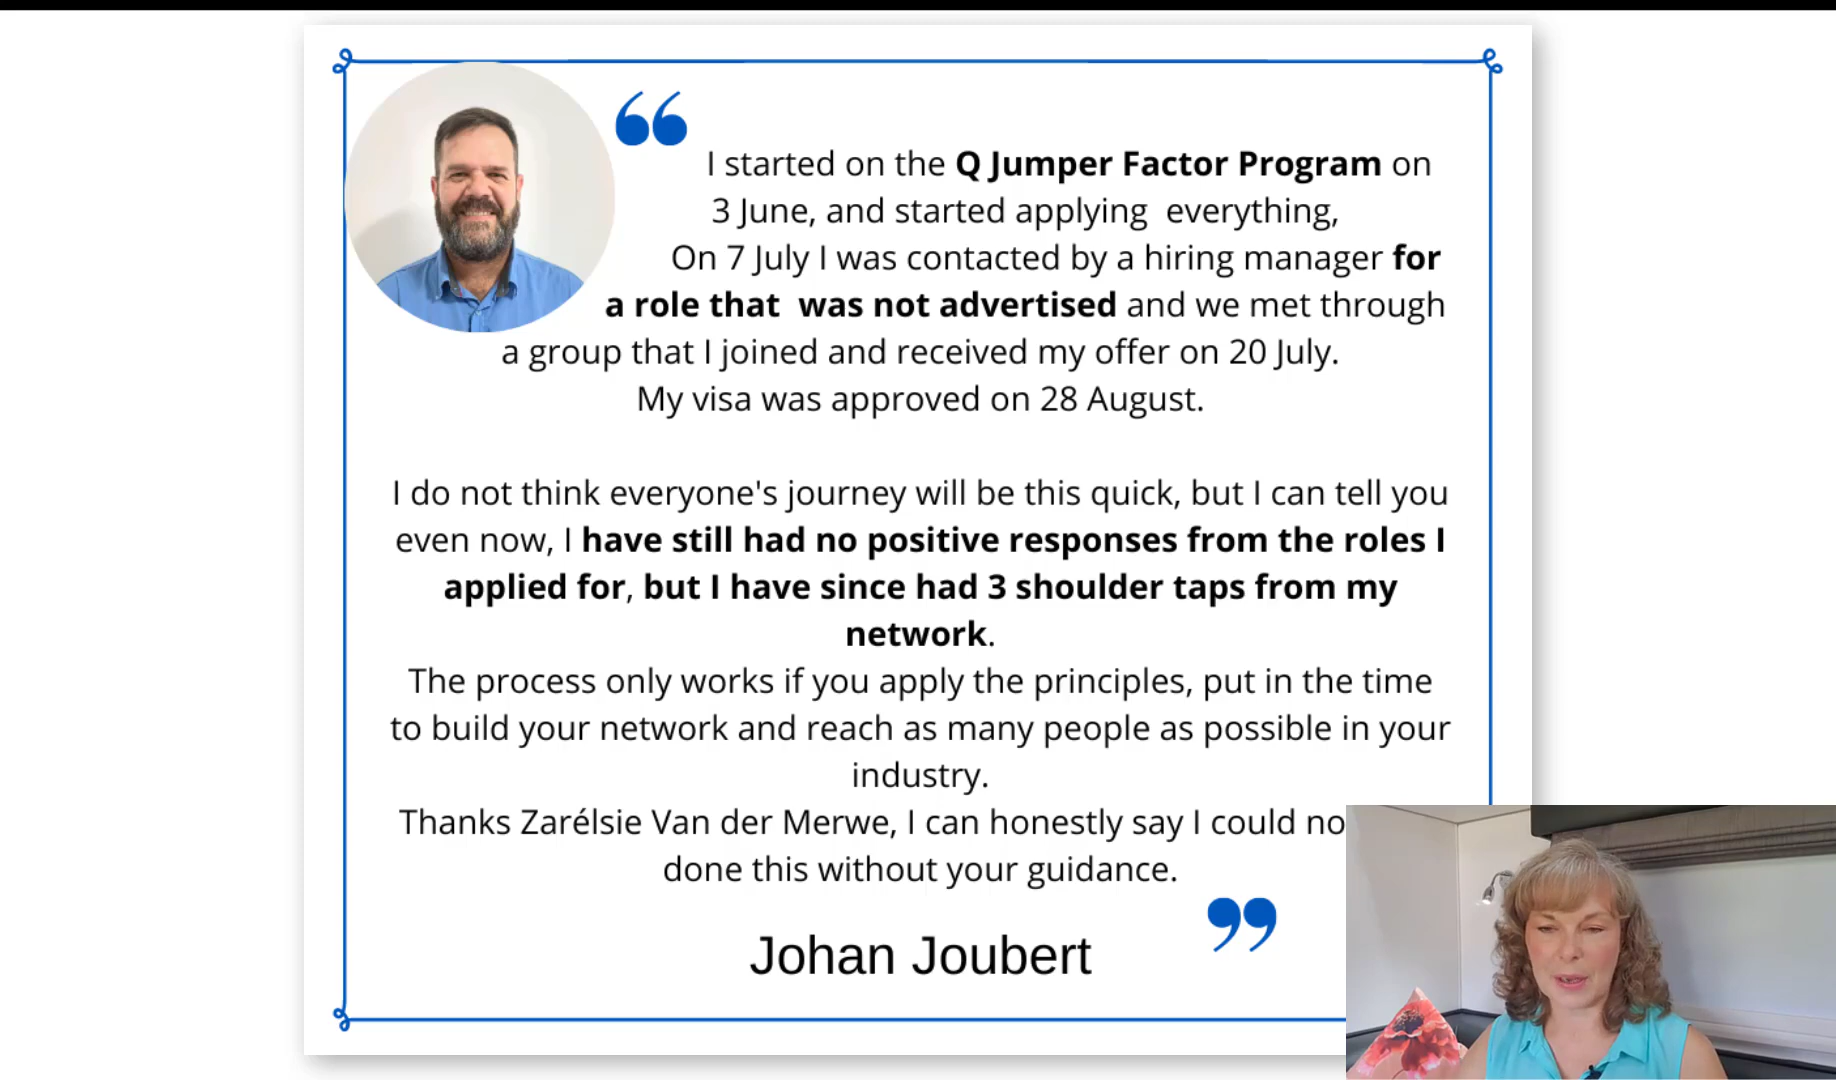 “
I started on the Q Jumper Factor Program on
3 June, and started applying  everything,
On 7 July I was contacted by a hiring manager for
a role that  was not advertised and we met through
a group that I joined and received my offer on 20 July.
My visa was approved on 28 August.
I do not think everyone's journey will be this quick, but I can tell you
even now, I have still had no positive responses from the roles I
applied for, but I have since had 3 shoulder taps from my
network.
The process only works if you apply the principles, put in the time
to build your network and reach as many people as possible in your
industry.
Thanks Zarélsie Van der Merwe, I can honestly say I could no
done this without your guidance.
”
Johan Joubert